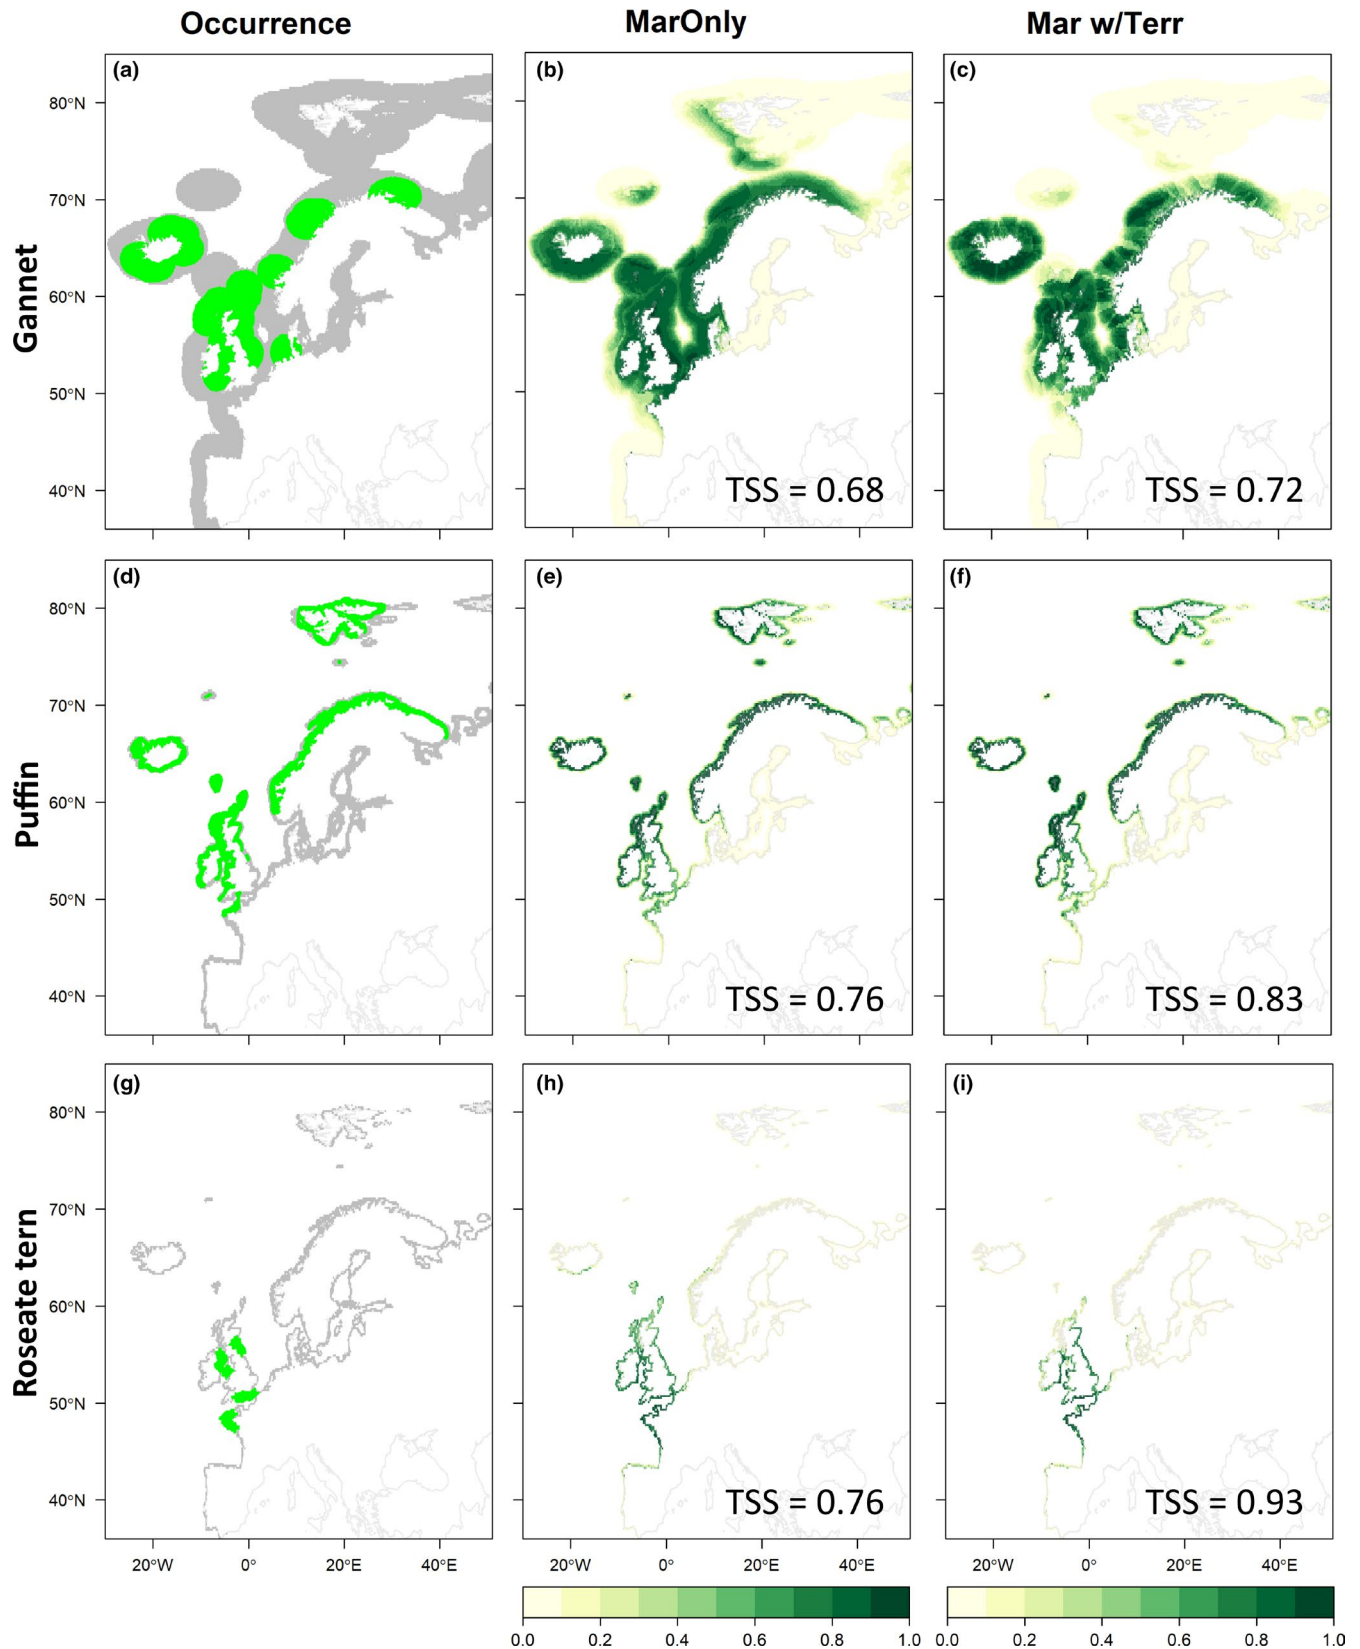 Occurrence MarOnly Mar w/Terr
Gannet
(a) (b) (c)
80°N
70°N
60°N
50°N
40°N
TSS = 0.68 TSS = 0.72
Puffin
(d) (e) (f)
80°N
70°N
60°N
50°N
40°N
TSS = 0.76 TSS = 0.83
Roseate tern
(g) (h) (i)
80°N
70°N
60°N
50°N
40°N
TSS = 0.76 TSS = 0.93
20°W 0° 20°E 40°E 20°W 0° 20°E 40°E 20°W 0° 20°E 40°E
0.0 0.2 0.4 0.6 0.8 1.0 0.0 0.2 0.4 0.6 0.8 1.0